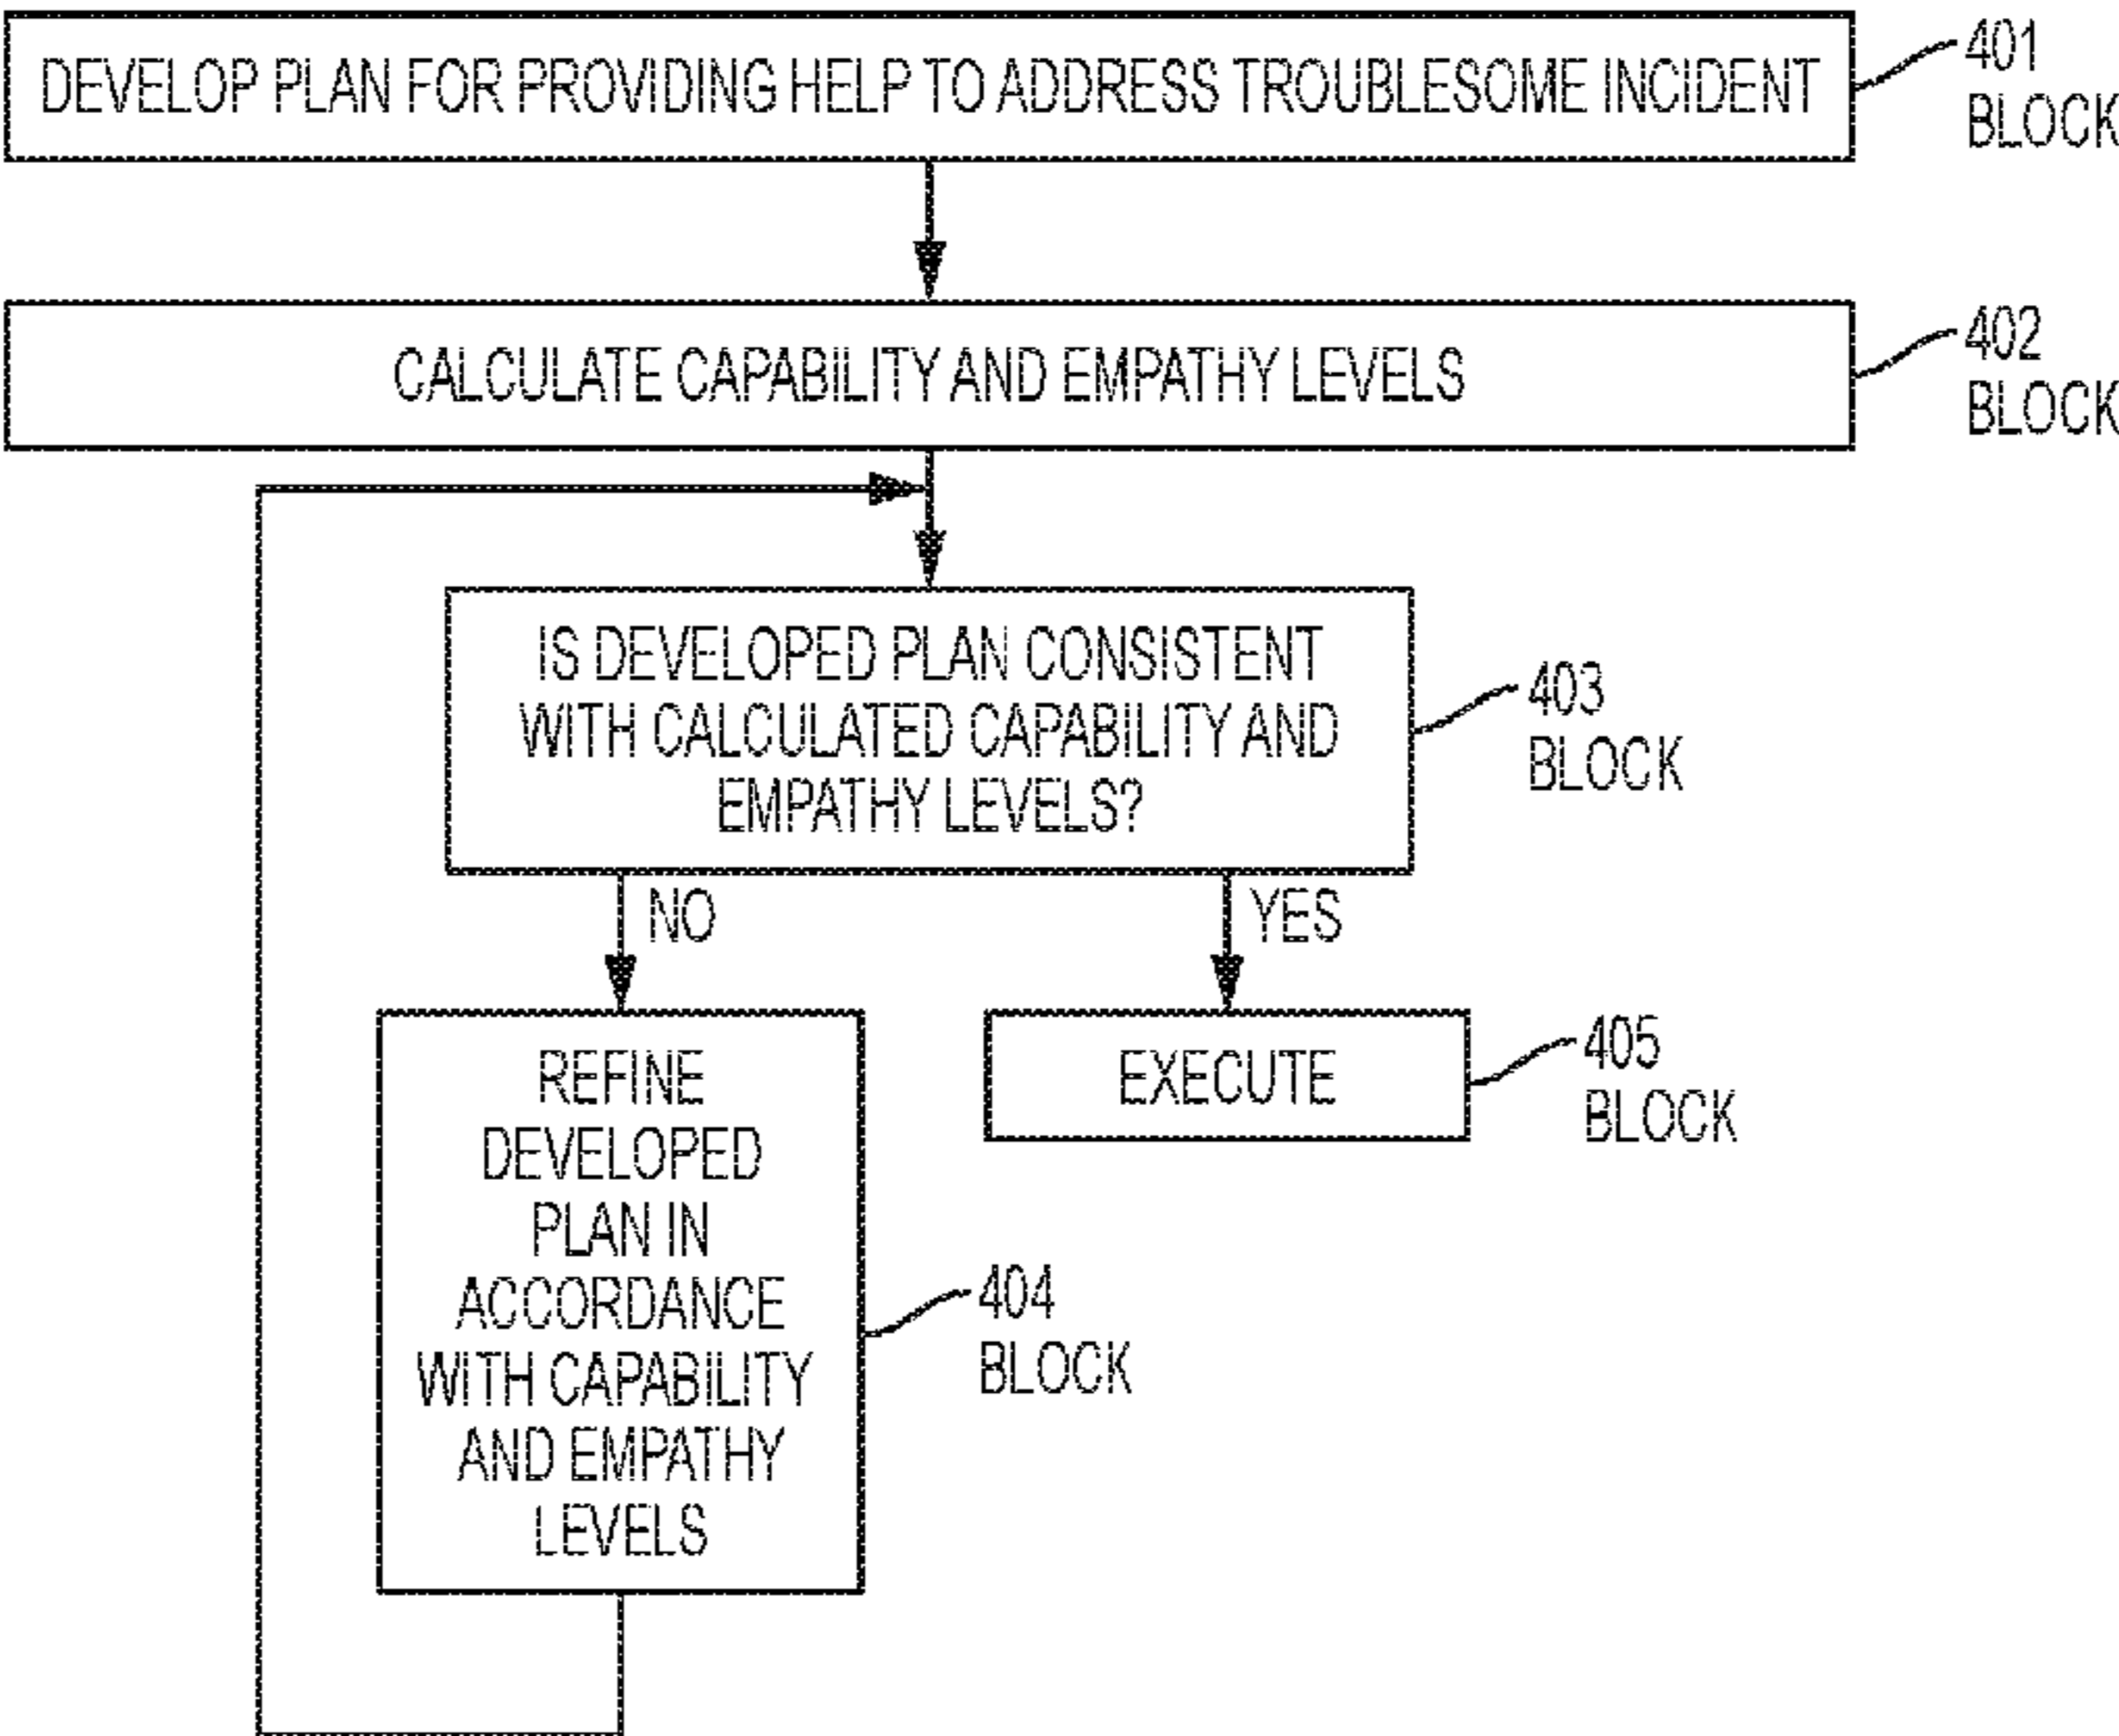 DEVELOP PLAN FOR PROVIDING HELP TO ADDRESS TROUBLESOME INCIDENT
401
BLOCK
CALCULATE CAPABILITY AND EMPATHY LEVELS
402
BLOCK
IS DEVELOPED PLAN CONSISTENT
WITH CALCULATED CAPABILITY AND
EMPATHY LEVELS?
403
BLOCK
NO
YES
REFINE
DEVELOPED
PLAN IN
ACCORDANCE
WITH CAPABILITY
AND EMPATHY
LEVELS
404
BLOCK
EXECUTE
405
BLOCK